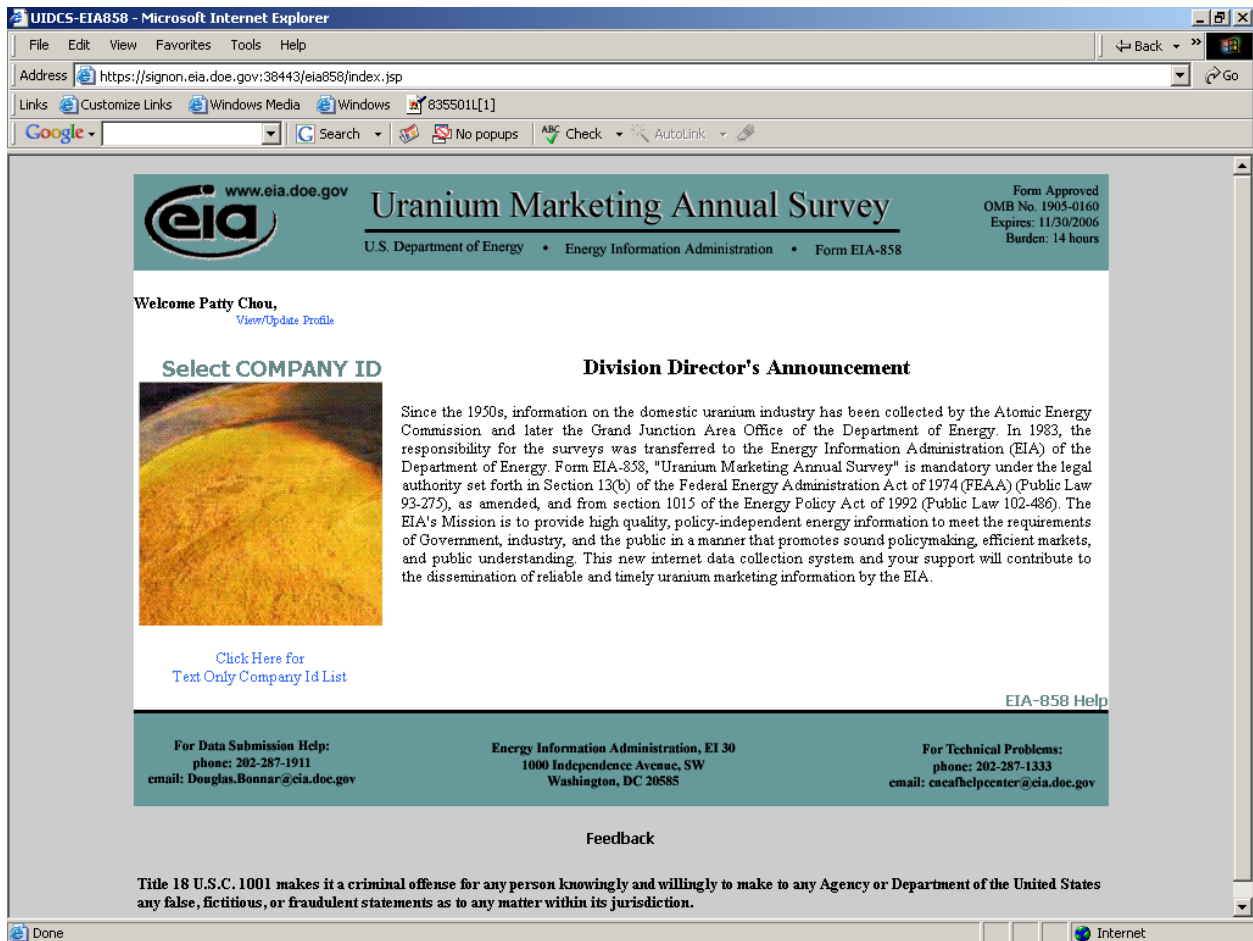 UIDCS-EIA858 - Microsoft Internet Explorer
File Edit View Favorites Tools Help
Back
Address https://signon.eia.doe.gov:38443/eia858/index.jsp Go
Links Customize Links Windows Media Windows 835501L[1]
Google Search No popups ABC Check AutoLink
eia www.eia.doe.gov
Uranium Marketing Annual Survey
U.S. Department of Energy • Energy Information Administration • Form EIA-858
Form Approved
OMB No. 1905-0160
Expires: 11/30/2006
Burden: 14 hours
Welcome Patty Chou,
View/Update Profile
Select COMPANY ID
Click Here for
Text Only Company Id List
Division Director's Announcement
Since the 1950s, information on the domestic uranium industry has been collected by the Atomic Energy
Commission and later the Grand Junction Area Office of the Department of Energy. In 1983, the
responsibility for the surveys was transferred to the Energy Information Administration (EIA) of the
Department of Energy. Form EIA-858, "Uranium Marketing Annual Survey" is mandatory under the legal
authority set forth in Section 13(b) of the Federal Energy Administration Act of 1974 (FEAA) (Public Law
93-275), as amended, and from section 1015 of the Energy Policy Act of 1992 (Public Law 102-486). The
EIA's Mission is to provide high quality, policy-independent energy information to meet the requirements
of Government, industry, and the public in a manner that promotes sound policymaking, efficient markets,
and public understanding. This new internet data collection system and your support will contribute to
the dissemination of reliable and timely uranium marketing information by the EIA.
EIA-858 Help
For Data Submission Help:
phone: 202-287-1911
email: Douglas.Bonnar@eia.doe.gov
Energy Information Administration, EI 30
1000 Independence Avenue, SW
Washington, DC 20585
For Technical Problems:
phone: 202-287-1333
email: cneafhelpcenter@eia.doe.gov
Feedback
Title 18 U.S.C. 1001 makes it a criminal offense for any person knowingly and willingly to make to any Agency or Department of the United States
any false, fictitious, or fraudulent statements as to any matter within its jurisdiction.
Done Internet